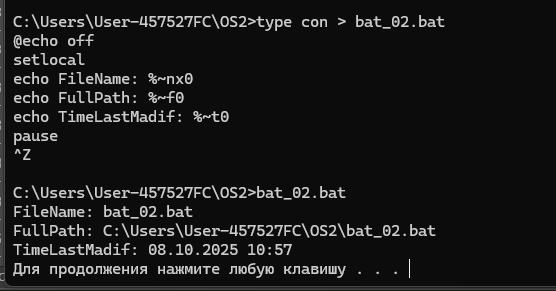 C:\Users\User-457527FC\OS2>type con > bat_02.bat
@echo off
setlocal
echo FileName: %~nx0
echo FullPath: %~f0
echo TimeLastMadif: %~t0
pause
^Z
C:\Users\User-457527FC\OS2>bat_02.bat
FileName: bat_02.bat
FullPath: C:\Users\User-457527FC\OS2\bat_02.bat
TimeLastMadif: 08.10.2025 10:57
Для продолжения нажмите любую клавишу . . .